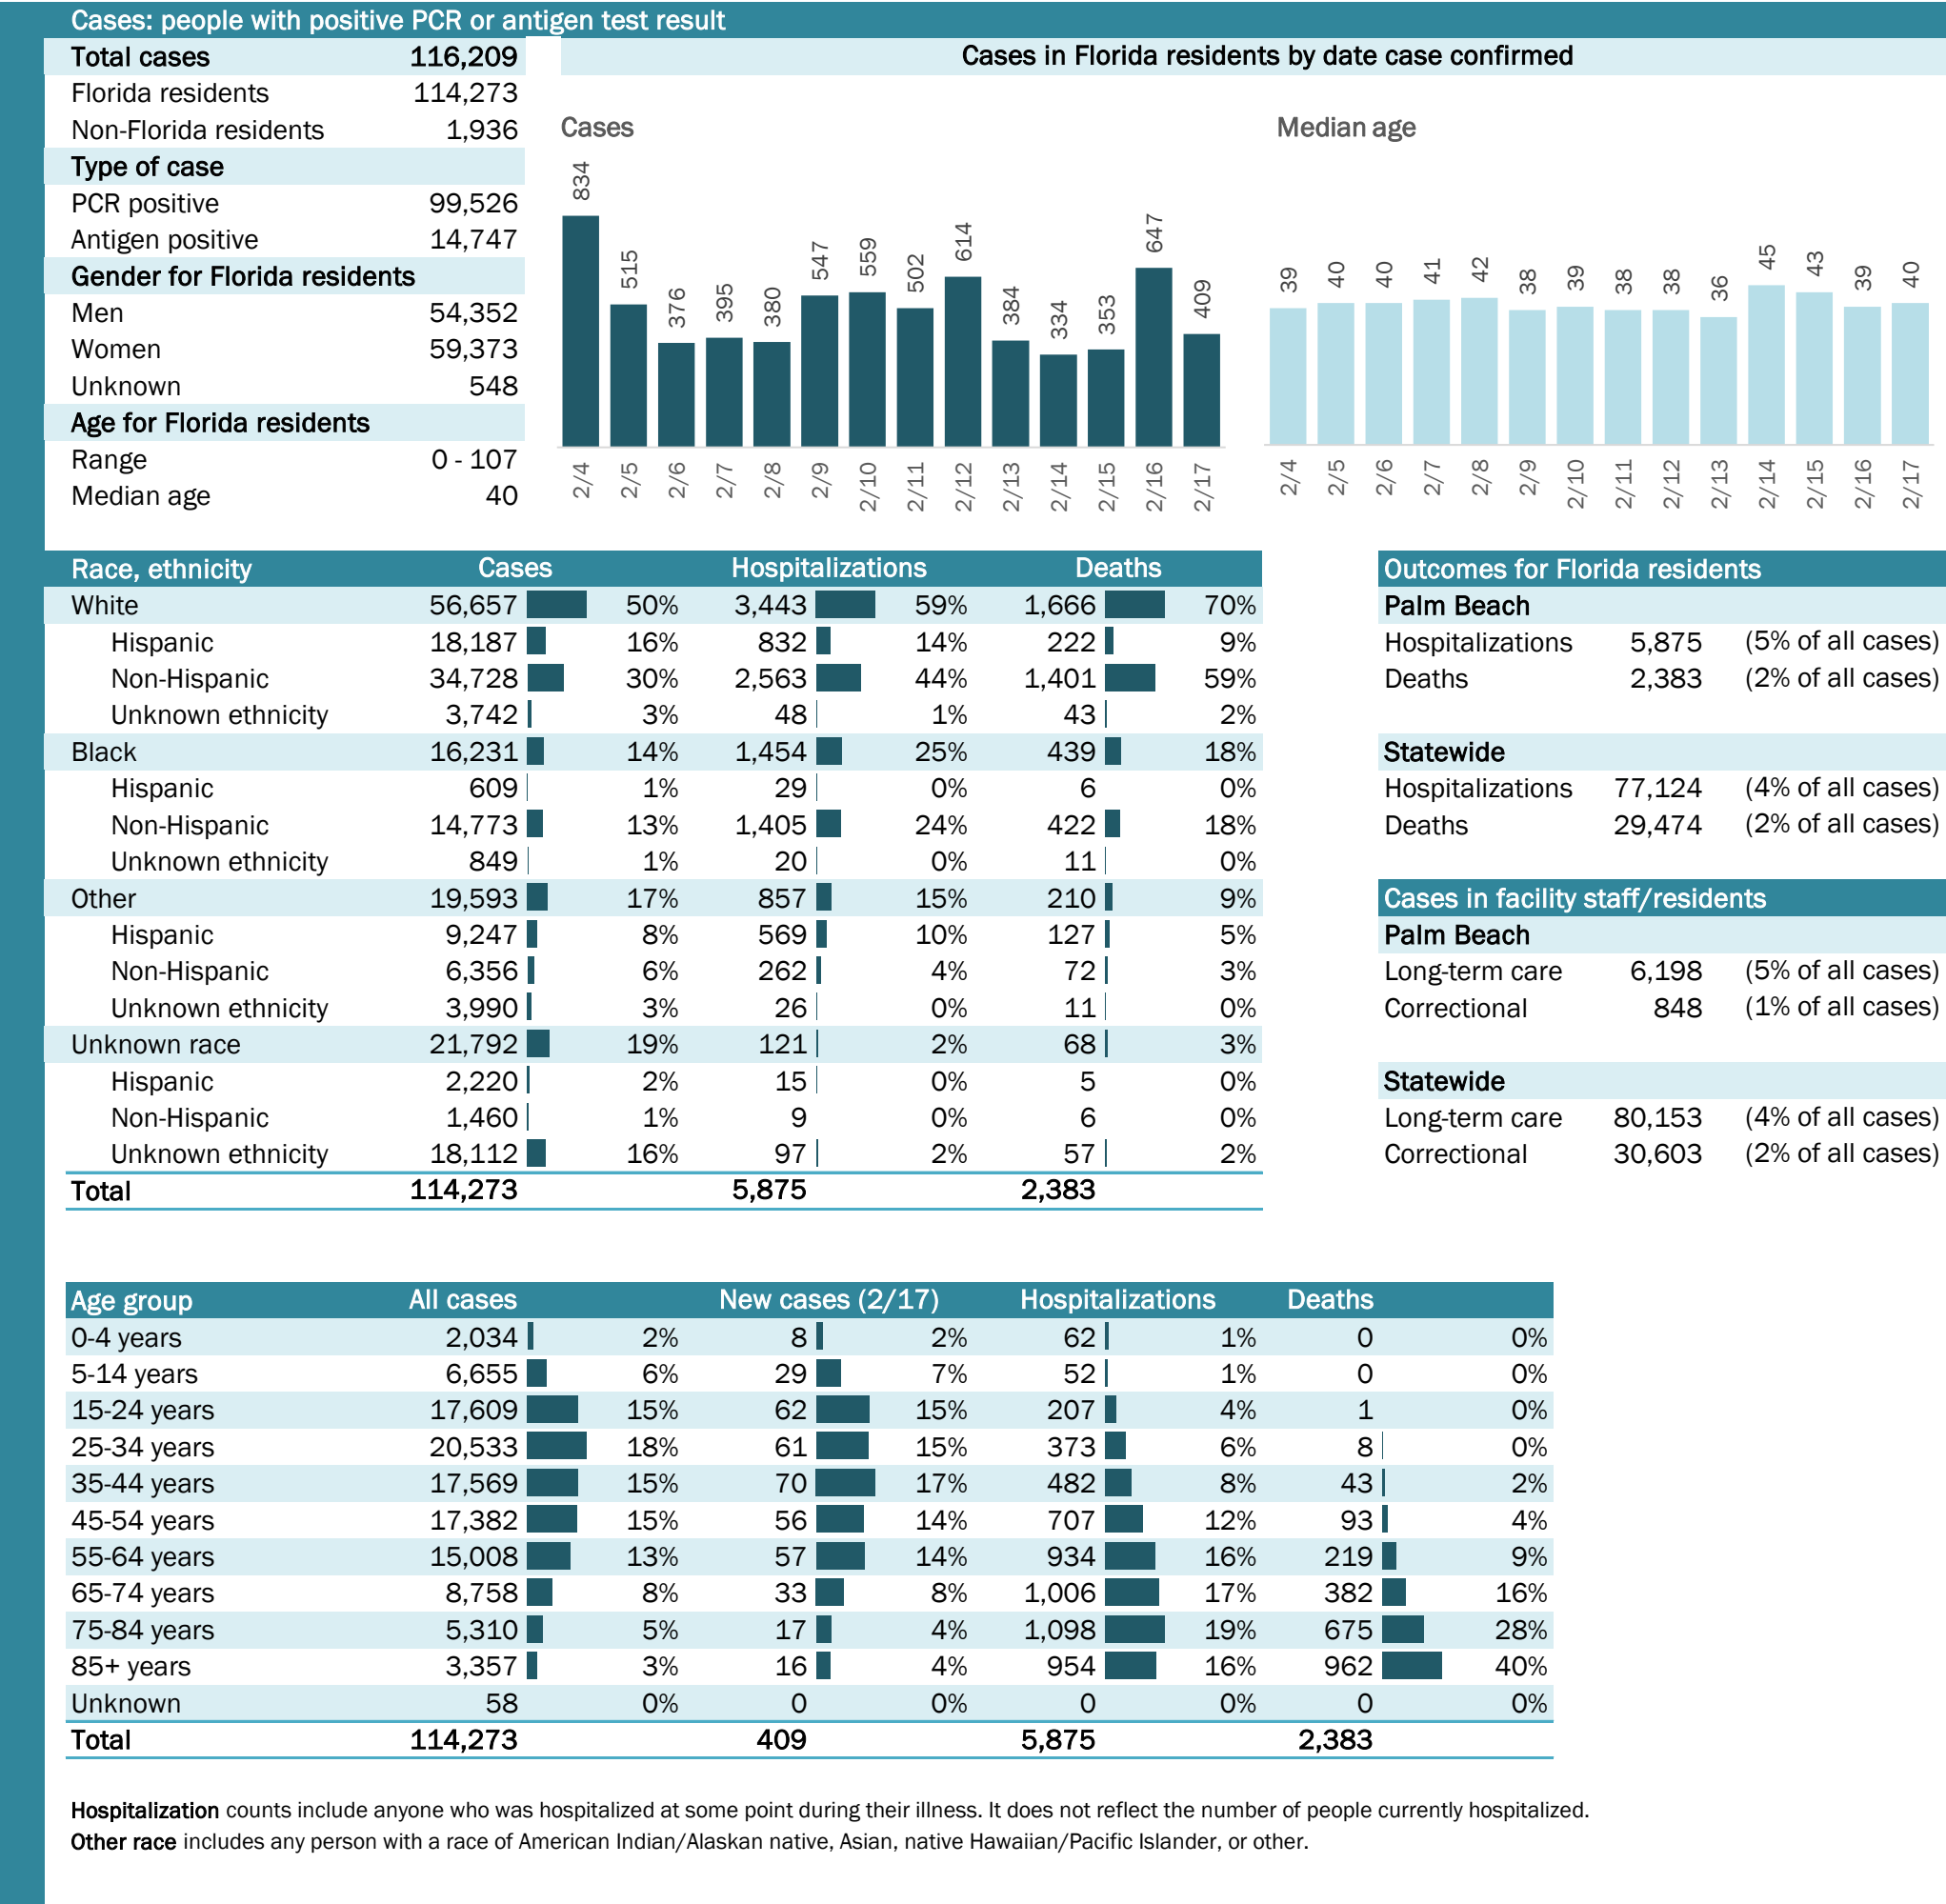 Cases: people with positive PCR or antigen test result
Total cases 116,209
Florida residents 114,273
Non-Florida residents 1,936
Type of case
PCR positive 99,526
Antigen positive 14,747
Gender for Florida residents
Men 54,352
Women 59,373
Unknown 548
Age for Florida residents
Range 0 - 107
Median age 40
Cases in Florida residents by date case confirmed
Cases
834 515 376 395 380 547 559 502 614 384 334 353 647 409
2/4 2/5 2/6 2/7 2/8 2/9 2/10 2/11 2/12 2/13 2/14 2/15 2/16 2/17
Median age
39 40 40 41 42 38 39 38 38 36 45 43 39 40
2/4 2/5 2/6 2/7 2/8 2/9 2/10 2/11 2/12 2/13 2/14 2/15 2/16 2/17
Race, ethnicity Cases Hospitalizations Deaths
White 56,657 50% 3,443 59% 1,666 70%
Hispanic 18,187 16% 832 14% 222 9%
Non-Hispanic 34,728 30% 2,563 44% 1,401 59%
Unknown ethnicity 3,742 3% 48 1% 43 2%
Black 16,231 14% 1,454 25% 439 18%
Hispanic 609 1% 29 0% 6 0%
Non-Hispanic 14,773 13% 1,405 24% 422 18%
Unknown ethnicity 849 1% 20 0% 11 0%
Other 19,593 17% 857 15% 210 9%
Hispanic 9,247 8% 569 10% 127 5%
Non-Hispanic 6,356 6% 262 4% 72 3%
Unknown ethnicity 3,990 3% 26 0% 11 0%
Unknown race 21,792 19% 121 2% 68 3%
Hispanic 2,220 2% 15 0% 5 0%
Non-Hispanic 1,460 1% 9 0% 6 0%
Unknown ethnicity 18,112 16% 97 2% 57 2%
Total 114,273 5,875 2,383
Outcomes for Florida residents
Palm Beach
Hospitalizations 5,875 (5% of all cases)
Deaths 2,383 (2% of all cases)
Statewide
Hospitalizations 77,124 (4% of all cases)
Deaths 29,474 (2% of all cases)
Cases in facility staff/residents
Palm Beach
Long-term care 6,198 (5% of all cases)
Correctional 848 (1% of all cases)
Statewide
Long-term care 80,153 (4% of all cases)
Correctional 30,603 (2% of all cases)
Age group All cases New cases (2/17) Hospitalizations Deaths
0-4 years 2,034 2% 8 2% 62 1% 0 0%
5-14 years 6,655 6% 29 7% 52 1% 0 0%
15-24 years 17,609 15% 62 15% 207 4% 1 0%
25-34 years 20,533 18% 61 15% 373 6% 8 0%
35-44 years 17,569 15% 70 17% 482 8% 43 2%
45-54 years 17,382 15% 56 14% 707 12% 93 4%
55-64 years 15,008 13% 57 14% 934 16% 219 9%
65-74 years 8,758 8% 33 8% 1,006 17% 382 16%
75-84 years 5,310 5% 17 4% 1,098 19% 675 28%
85+ years 3,357 3% 16 4% 954 16% 962 40%
Unknown 58 0% 0 0% 0 0% 0 0%
Total 114,273 409 5,875 2,383
Hospitalization counts include anyone who was hospitalized at some point during their illness. It does not reflect the number of people currently hospitalized.
Other race includes any person with a race of American Indian/Alaskan native, Asian, native Hawaiian/Pacific Islander, or other.